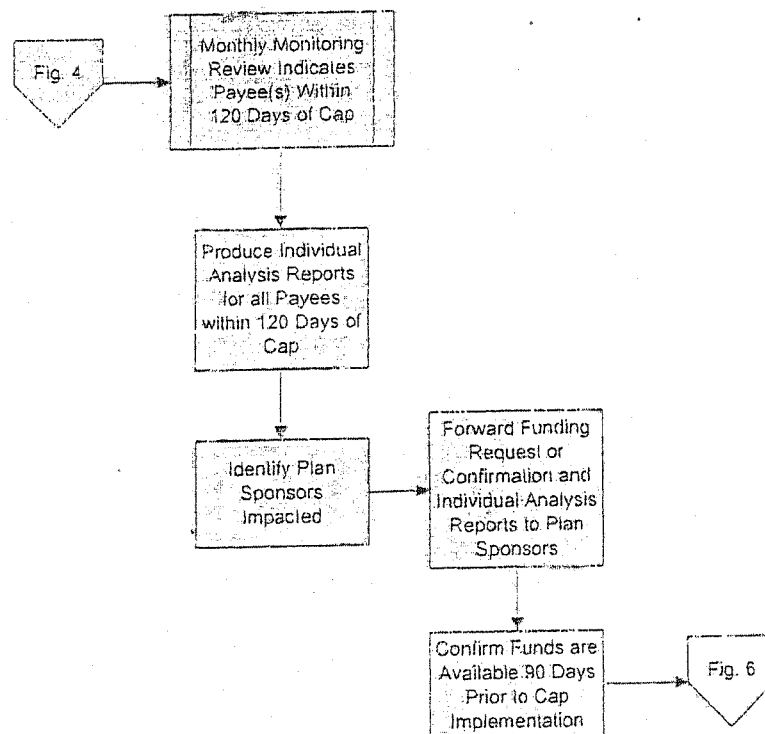 Fig. 4
Monthly Monitoring
Review Indicates
Payee(s) Within
120 Days of Cap
Produce Individual
Analysis Reports
for all Payees
within 120 Days of
Cap
Identify Plan
Sponsors
Impacted
Forward Funding
Request or
Confirmation and
Individual Analysis
Reports to Plan
Sponsors
Confirm Funds are
Available 90 Days
Prior to Cap
Implementation
Fig. 6